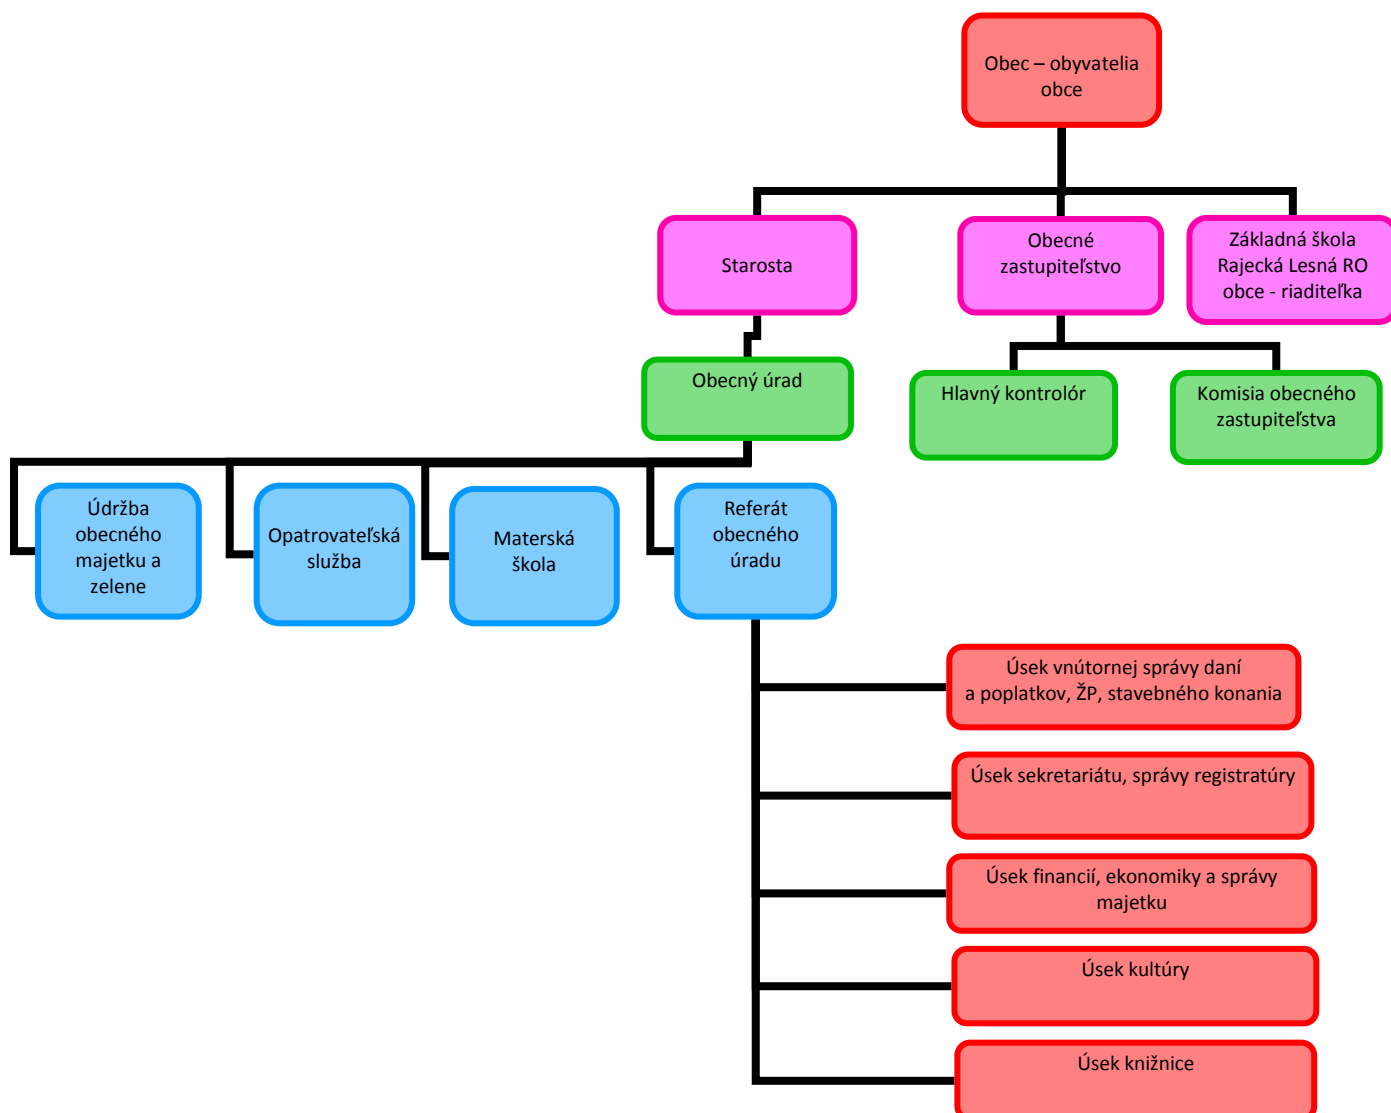 Obec – obyvatelia
obce
Starosta
Obecné
zastupiteľstvo
Základná škola
Rajecká Lesná RO
obce - riaditeľka
Obecný úrad
Hlavný kontrolór
Komisia obecného
zastupiteľstva
Údržba
obecného
majetku a
zelene
Opatrovateľská
služba
Materská
škola
Referát
obecného
úradu
Úsek vnútornej správy daní
a poplatkov, ŽP, stavebného konania
Úsek sekretariátu, správy registratúry
Úsek financií, ekonomiky a správy
majetku
Úsek kultúry
Úsek knižnice